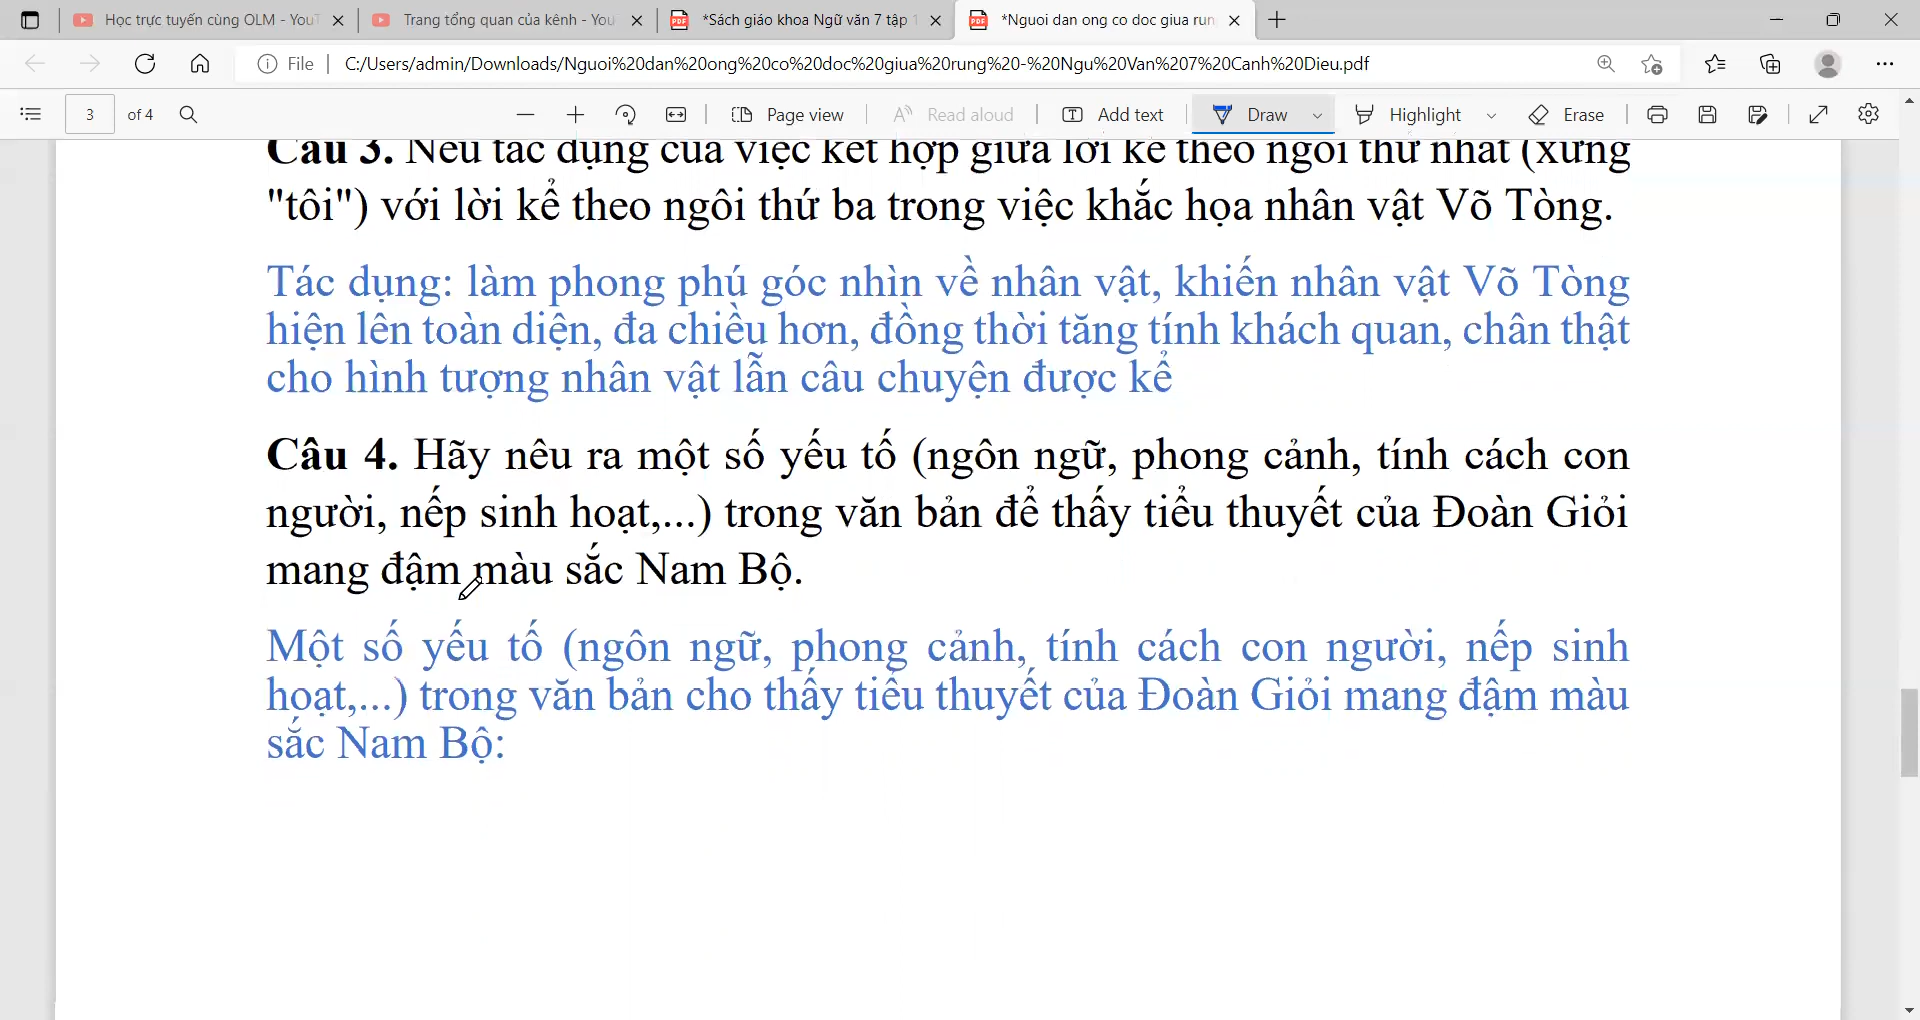 Học trực tuyến cùng OLM - YouT
Trang tổng quan của kênh - You
*Sách giáo khoa Ngữ văn 7 tập 1
*Nguoi dan ong co doc giua run
File
C:/Users/admin/Downloads/Nguoi%20dan%20ong%20co%20doc%20giua%20rung%20-%20Ngu%20Van%207%20Canh%20Dieu.pdf
3 of 4
Page view
Read aloud
Add text
Draw
Highlight
Erase
Câu 3. Nêu tác dụng của việc kết hợp giữa lời kể theo ngôi thứ nhất (xưng
"tôi") với lời kể theo ngôi thứ ba trong việc khắc họa nhân vật Võ Tòng.
Tác dụng: làm phong phú góc nhìn về nhân vật, khiến nhân vật Võ Tòng
hiện lên toàn diện, đa chiều hơn, đồng thời tăng tính khách quan, chân thật
cho hình tượng nhân vật lẫn câu chuyện được kể
Câu 4. Hãy nêu ra một số yếu tố (ngôn ngữ, phong cảnh, tính cách con
người, nếp sinh hoạt,...) trong văn bản để thấy tiểu thuyết của Đoàn Giỏi
mang đậm màu sắc Nam Bộ.
Một số yếu tố (ngôn ngữ, phong cảnh, tính cách con người, nếp sinh
hoạt,...) trong văn bản cho thấy tiểu thuyết của Đoàn Giỏi mang đậm màu
sắc Nam Bộ: